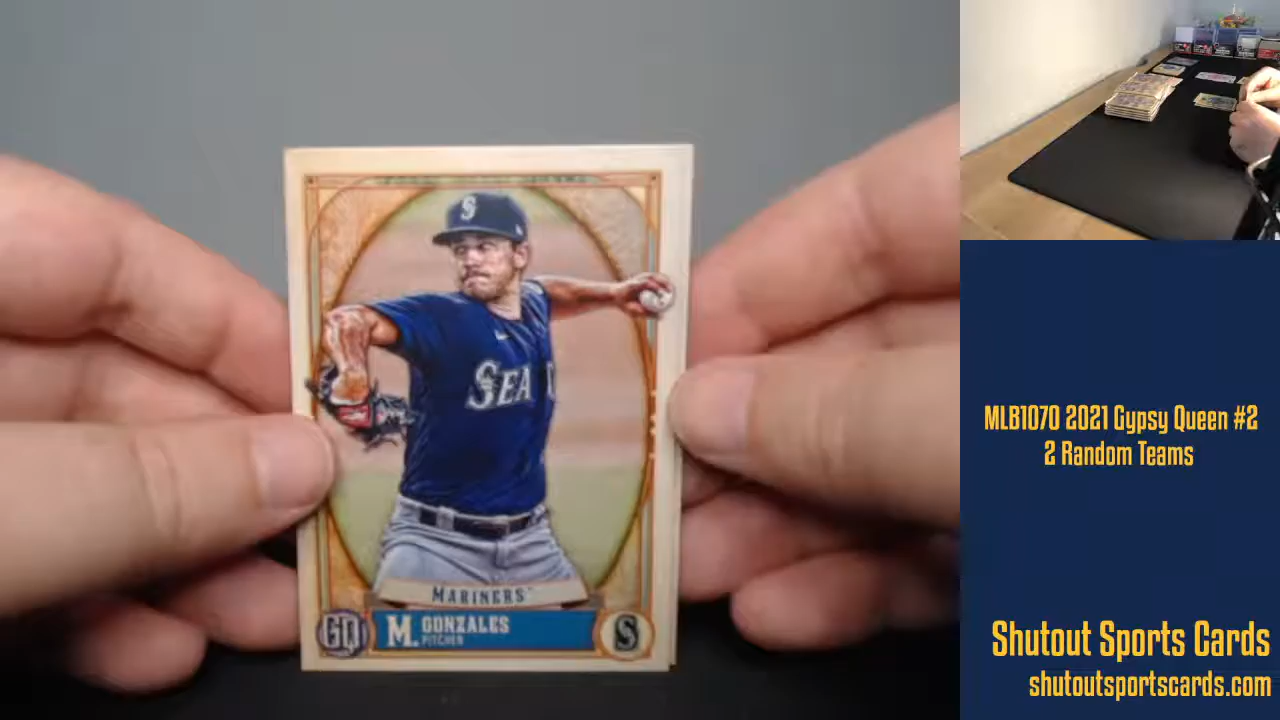 S
SEA
MARINERS
GQ
M. GONZALES
PITCHER
S
MLB1070 2021 Gypsy Queen #2
2 Random Teams
Shutout Sports Cards
shutoutsportscards.com